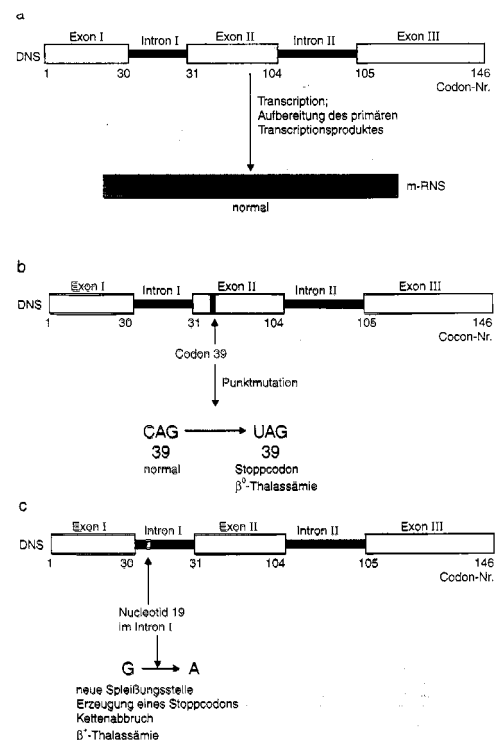 a
Exon I Intron I Exon II Intron II Exon III
DNS
1 30 31 104 105 146
Codon-Nr.
Transcription;
Aufbereitung des primären
Transcriptionsproduktes
m-RNS
normal
b
Exon I Intron I Exon II Intron II Exon III
DNS
1 30 31 104 105 146
Cocon-Nr.
Codon 39
Punktmutation
CAG UAG
39 39
normal Stoppcodon
β⁰-Thalassämie
c
Exon I Intron I Exon II Intron II Exon III
DNS
1 30 31 104 105 146
Codon-Nr.
Nucleotid 19
im Intron I
G A
neue Spleißungsstelle
Erzeugung eines Stoppcodons
Kettenabbruch
β⁺-Thalassämie